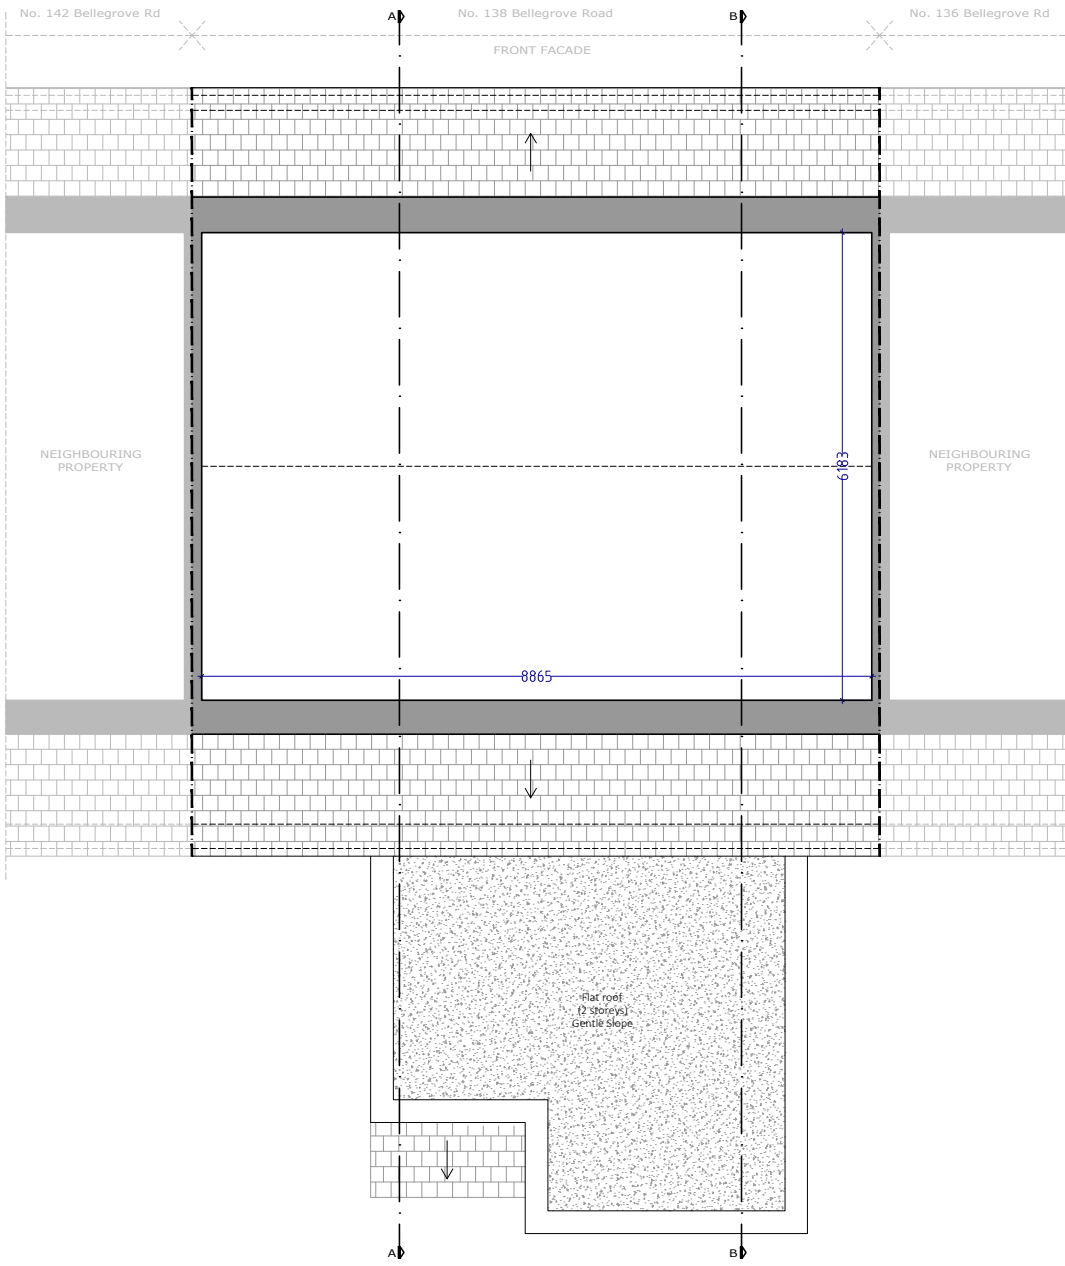 No. 142 Bellegrove Rd
A
No. 138 Bellegrove Road
B
No. 136 Bellegrove Rd
FRONT FACADE
NEIGHBOURING
PROPERTY
6183
NEIGHBOURING
PROPERTY
8865
Flat roof
(2 storeys)
Gentle Slope
A
B